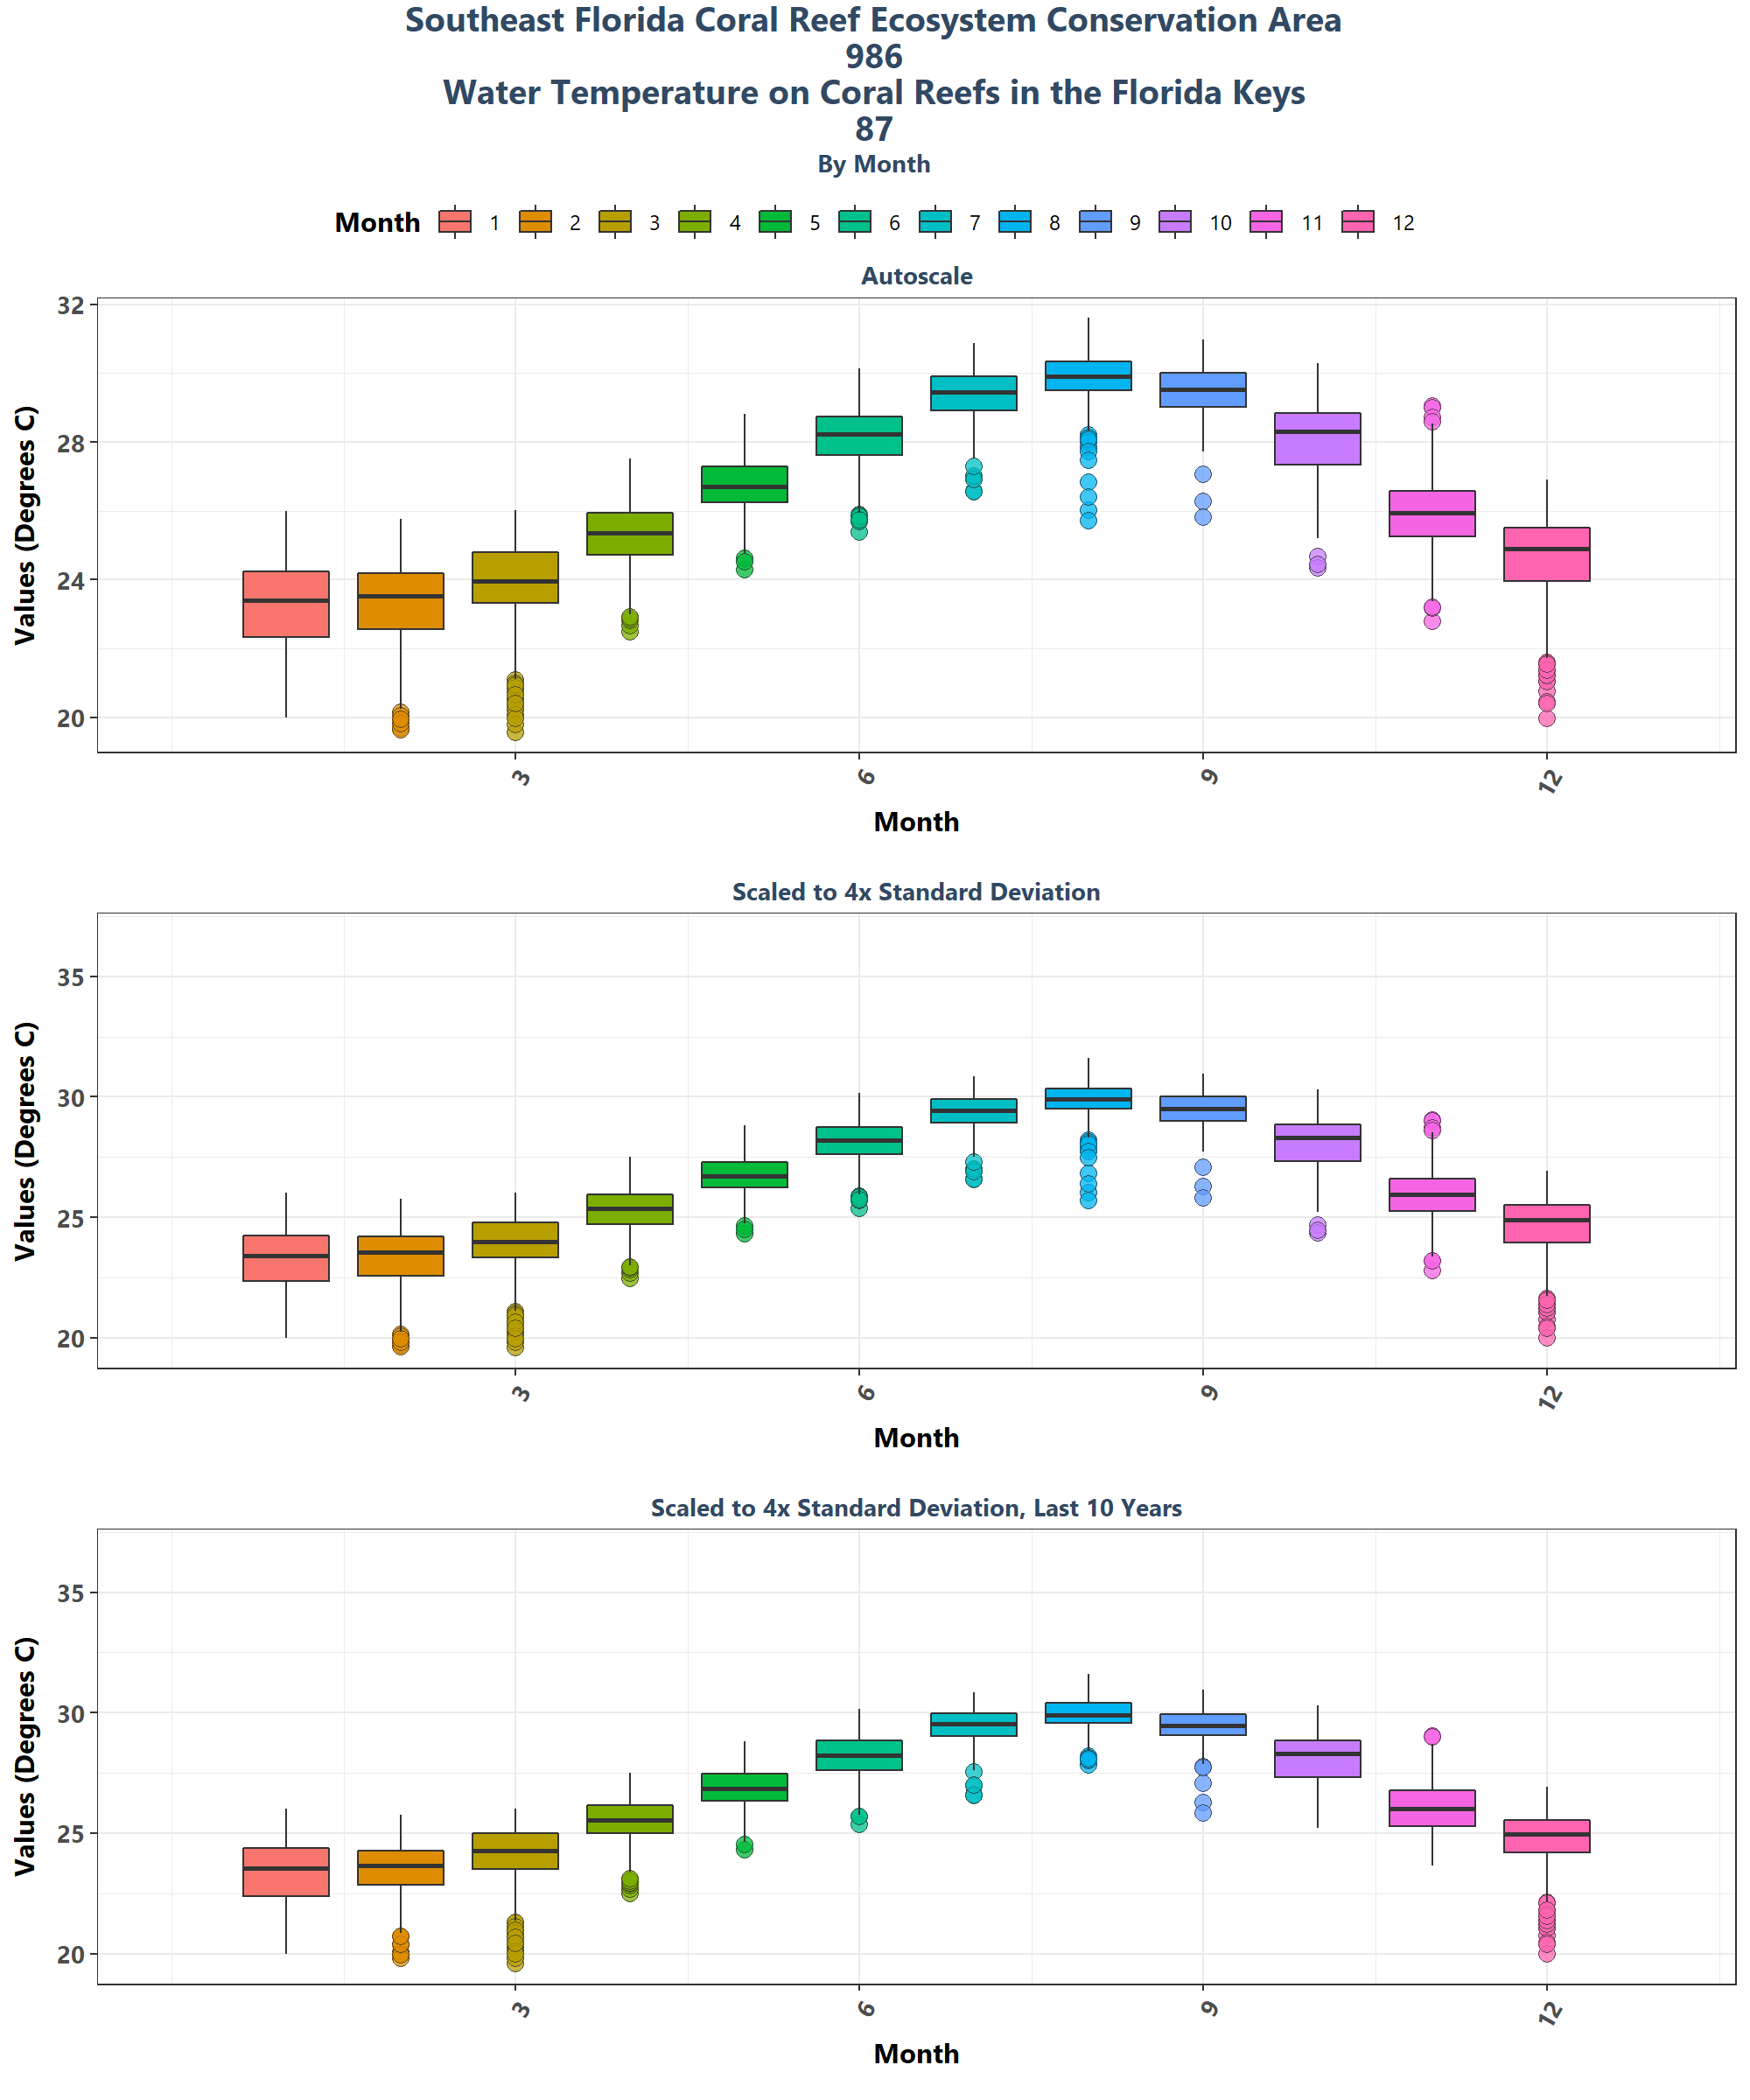 Southeast Florida Coral Reef Ecosystem Conservation Area
986
Water Temperature on Coral Reefs in the Florida Keys
87
By Month
Month 1 2 3 4 5 6 7 8 9 10 11 12
Autoscale
Values (Degrees C)
32
28
24
20
3 6 9 12
Month
Scaled to 4x Standard Deviation
Values (Degrees C)
35
30
25
20
3 6 9 12
Month
Scaled to 4x Standard Deviation, Last 10 Years
Values (Degrees C)
35
30
25
20
3 6 9 12
Month